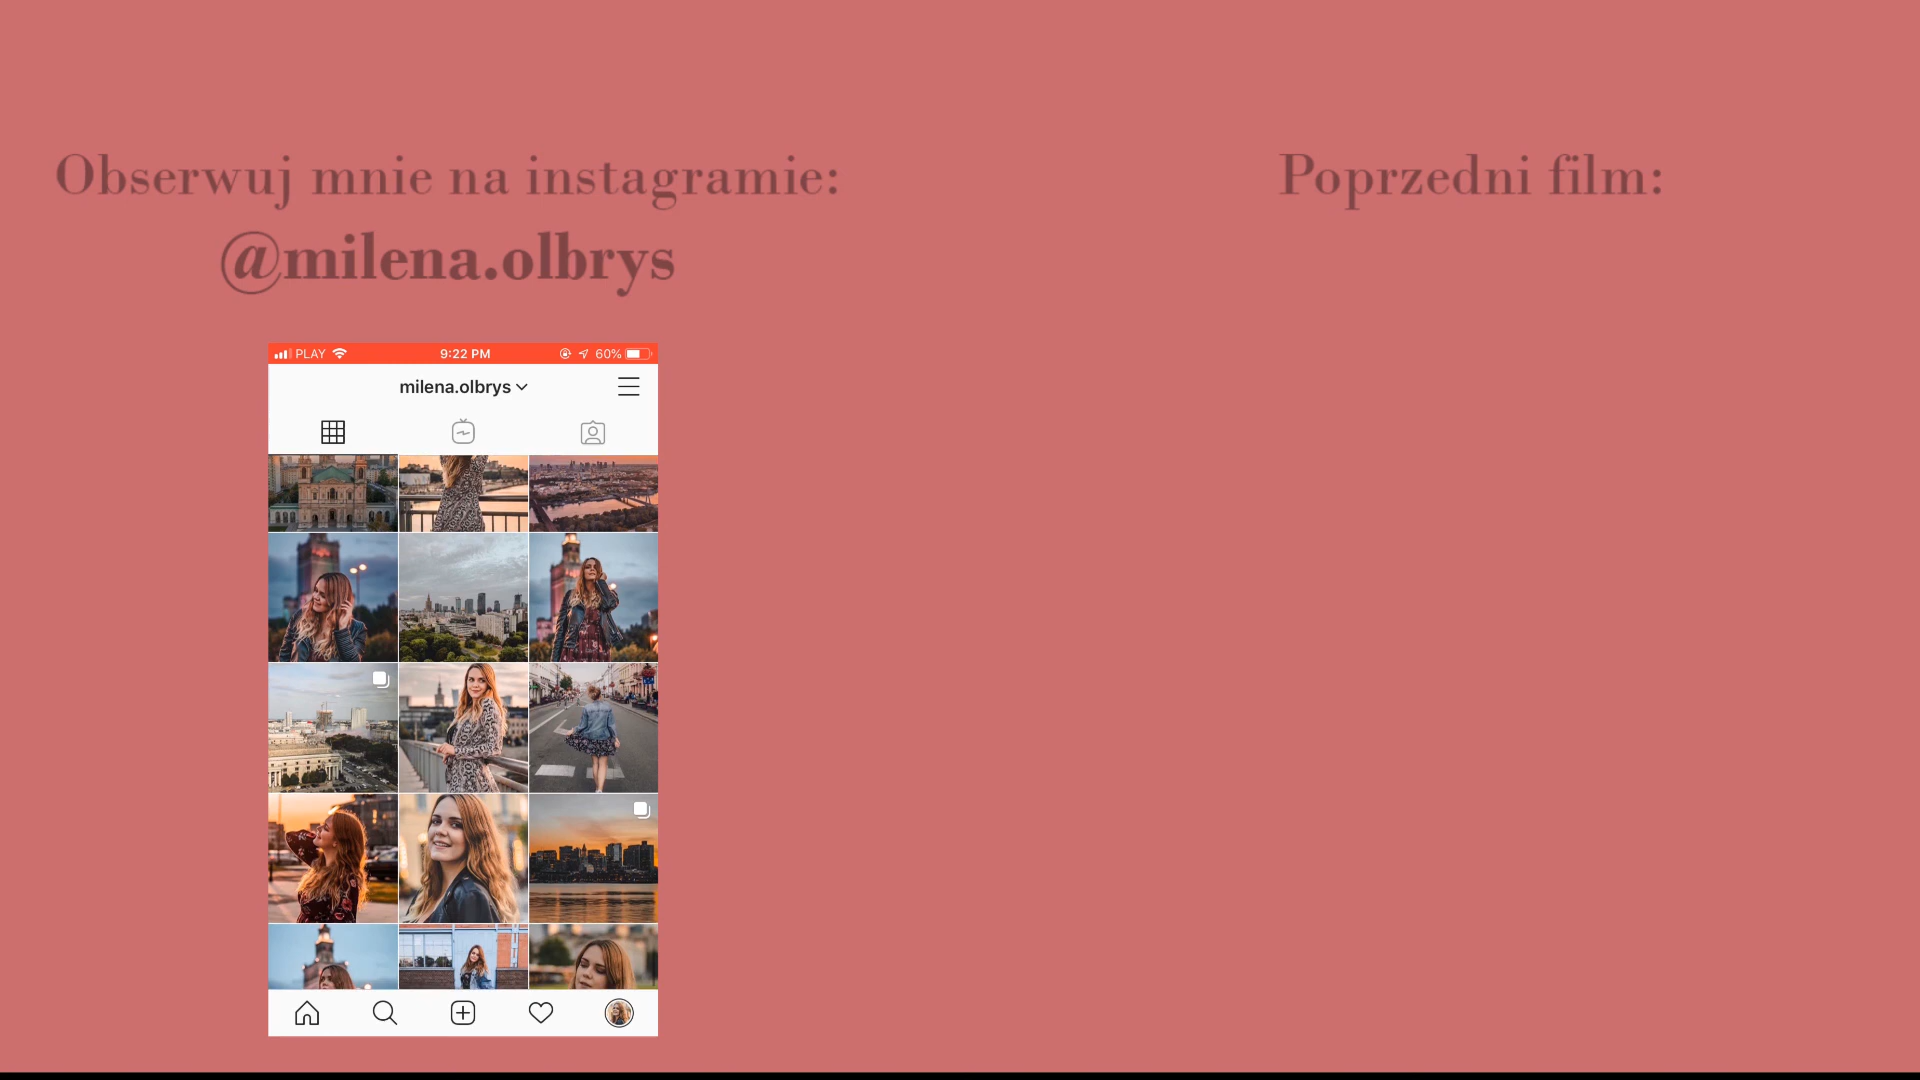 Obserwuj mnie na instagramie:
@milena.olbrys
Poprzedni film:
PLAY
9:22 PM
60%
milena.olbrys